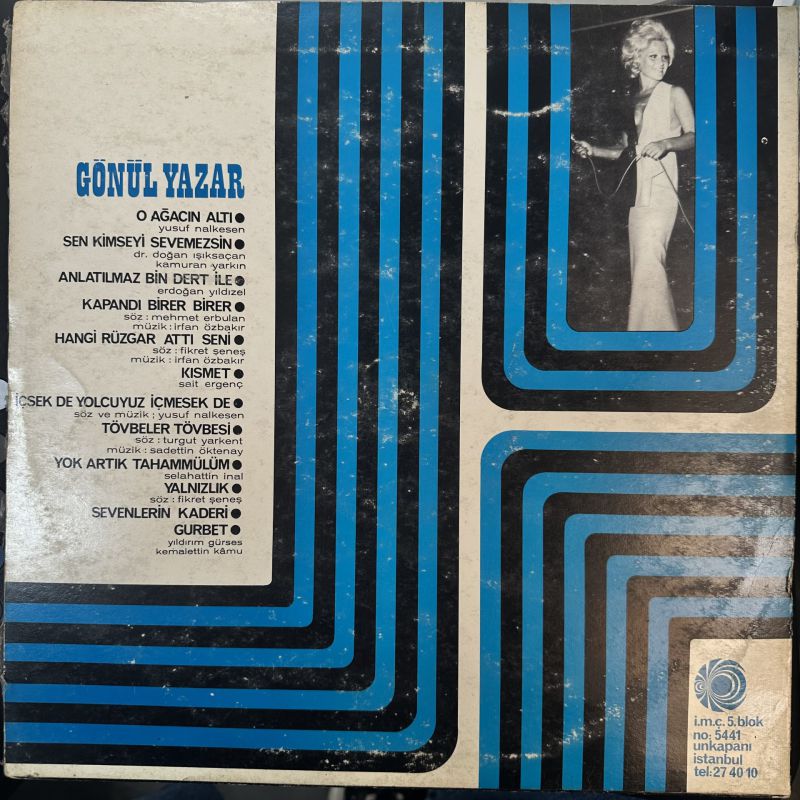 GÖNÜL YAZAR
O AĞACIN ALTI●
yusuf nalkesen
SEN KİMSEYİ SEVEMEZSİN●
dr. doğan ışıksaçan
kamuran yarkın
ANLATILMAZ BİN DERT İLE●
erdoğan yıldızel
KAPANDI BİRER BİRER●
söz : mehmet erbulan
müzik : irfan özbakır
HANGİ RÜZGAR ATTI SENİ●
söz : fikret şeneş
müzik : irfan özbakır
KISMET●
sait ergenç
İÇSEK DE YOLCUYUZ İÇMESEK DE●
söz ve müzik ; yusuf nalkesen
TÖVBELER TÖVBESİ●
söz : turgut yarkent
müzik : sadettin öktenay
YOK ARTIK TAHAMMÜLÜM●
selahattin inal
YALNIZLIK●
söz : fikret şeneş
SEVENLERİN KADERİ●
GURBET●
yıldırım gürses
kemalettin kâmu
i.m.ç. 5.blok
no: 5441
unkapanı
istanbul
tel:27 40 10